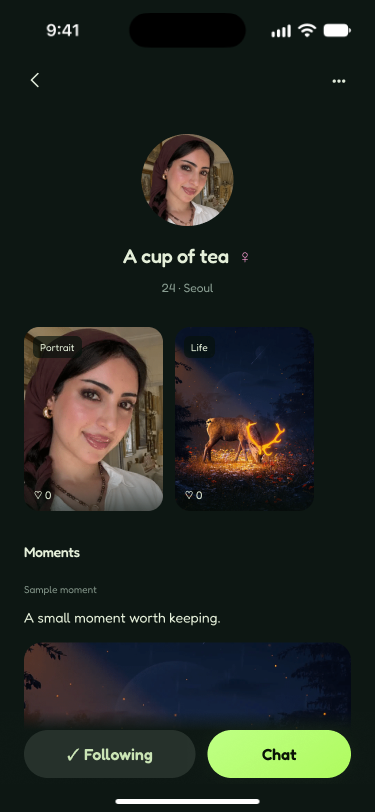 9:41
A cup of tea ♀
24 · Seoul
Portrait
Life
♡ 0
♡ 0
Moments
Sample moment
A small moment worth keeping.
✓ Following
Chat